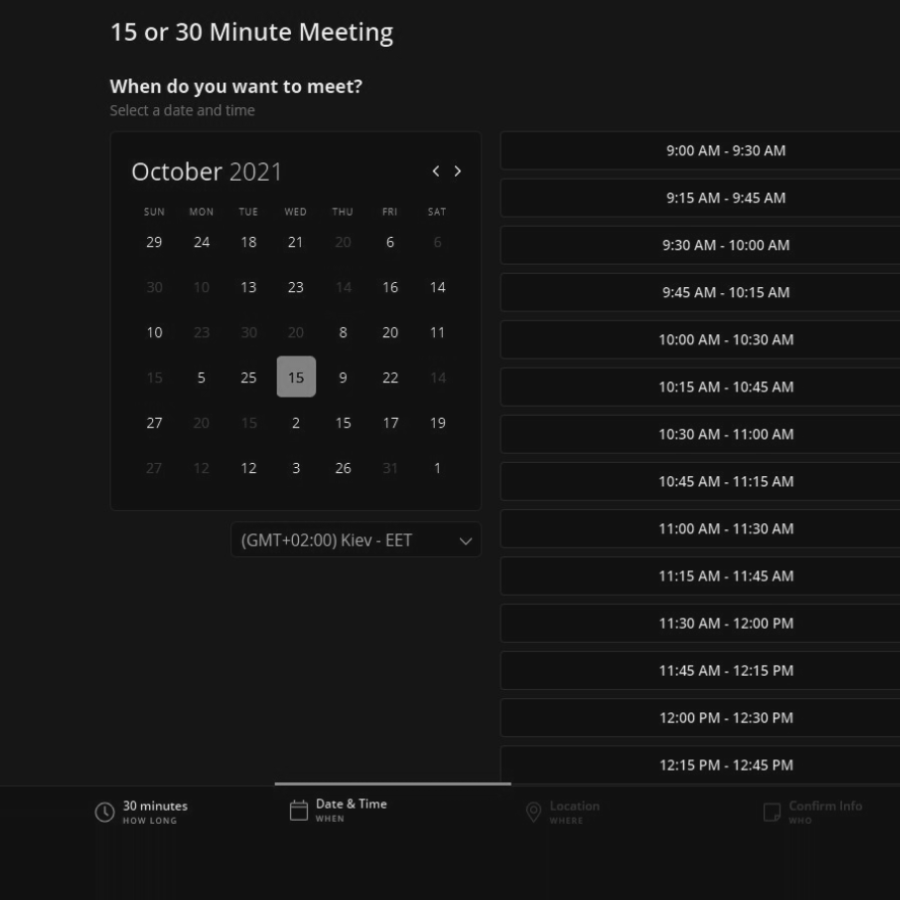 15 or 30 Minute Meeting
When do you want to meet?
Select a date and time
October 2021
SUN MON TUE WED THU FRI SAT
29 24 18 21 20 6 6
30 10 13 23 14 16 14
10 23 30 20 8 20 11
15 5 25 15 9 22 14
27 20 15 2 15 17 19
27 12 12 3 26 31 1
(GMT+02:00) Kiev - EET
9:00 AM - 9:30 AM
9:15 AM - 9:45 AM
9:30 AM - 10:00 AM
9:45 AM - 10:15 AM
10:00 AM - 10:30 AM
10:15 AM - 10:45 AM
10:30 AM - 11:00 AM
10:45 AM - 11:15 AM
11:00 AM - 11:30 AM
11:15 AM - 11:45 AM
11:30 AM - 12:00 PM
11:45 AM - 12:15 PM
12:00 PM - 12:30 PM
12:15 PM - 12:45 PM
30 minutes
HOW LONG
Date & Time
WHEN
Location
WHERE
Confirm Info
WHO